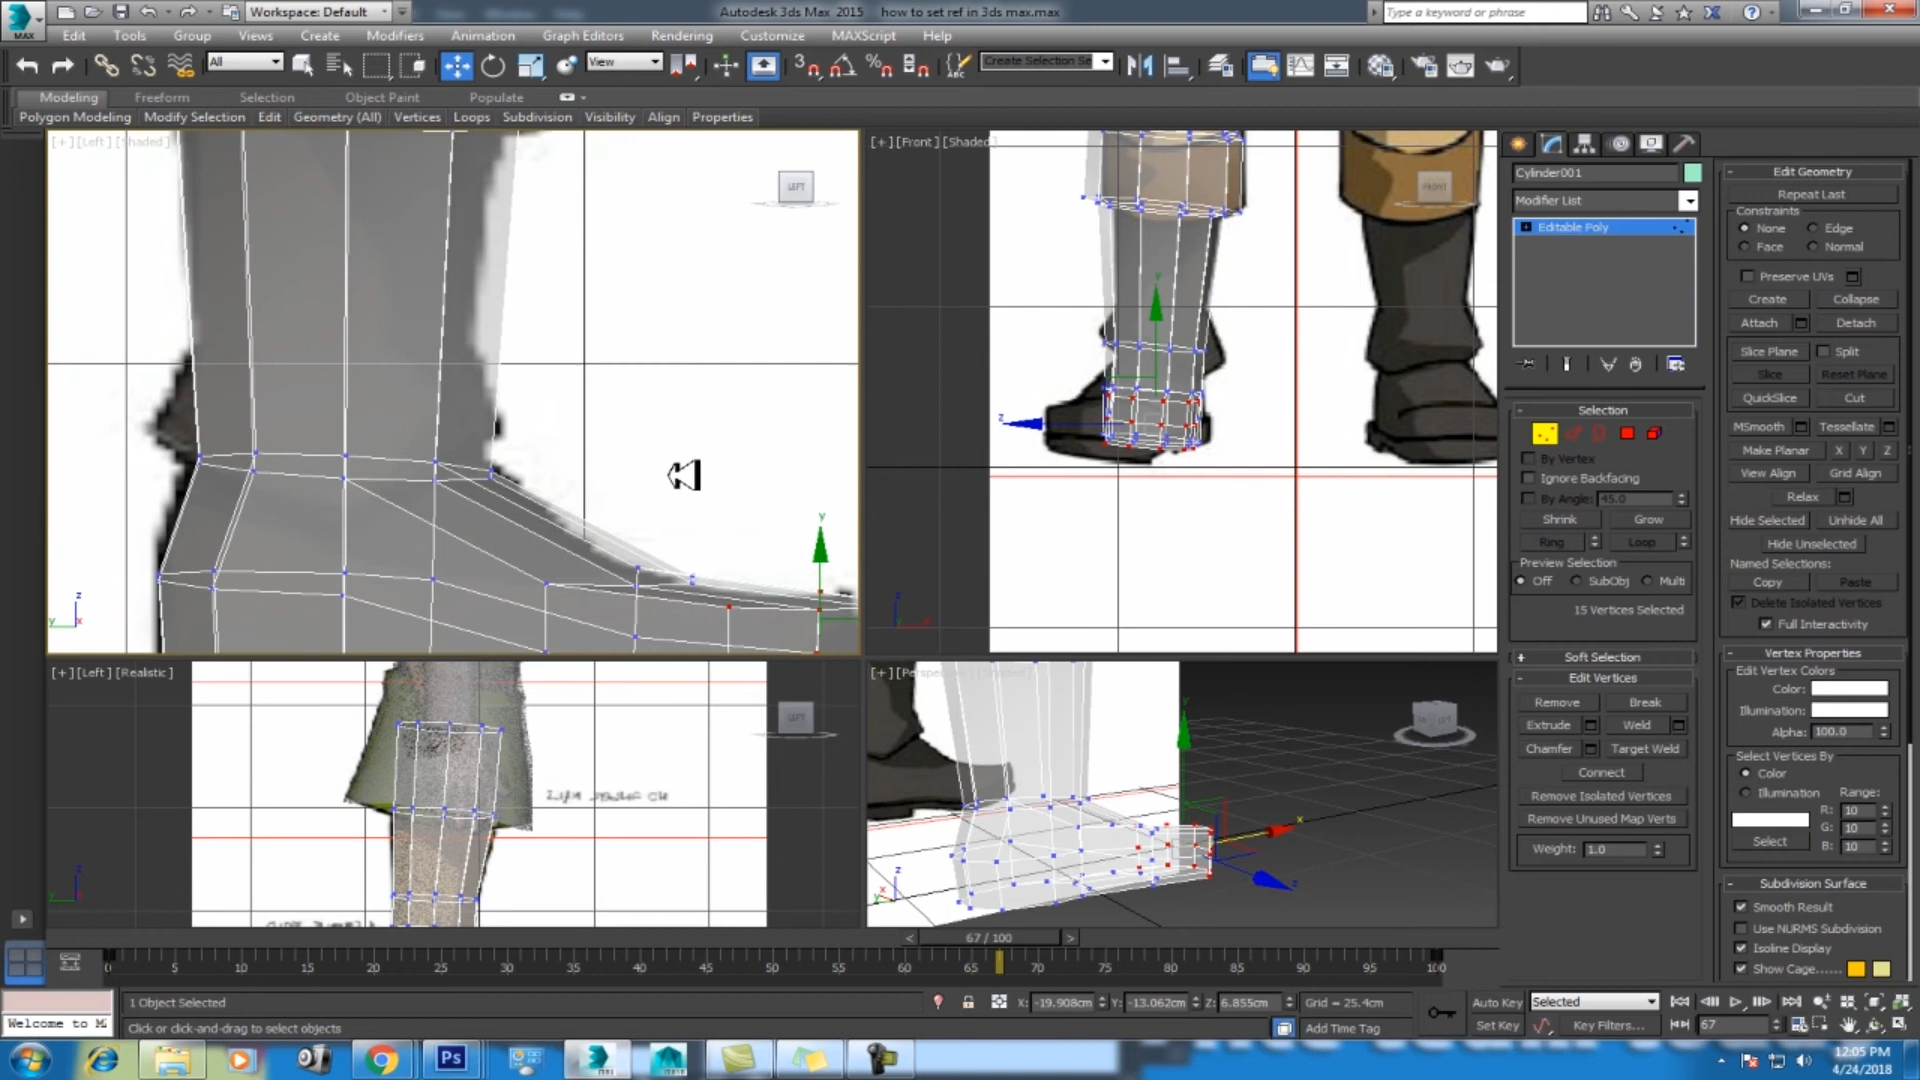 MAX
Workspace: Default
Autodesk 3ds Max 2015 how to set ref in 3ds max.max
Type a keyword or phrase
Edit Tools Group Views Create Modifiers Animation Graph Editors Rendering Customize MAXScript Help
All
View
Create Selection Se
Modeling Freeform Selection Object Paint Populate
Polygon Modeling Modify Selection Edit Geometry (All) Vertices Loops Subdivision Visibility Align Properties
[+][Left][Shaded]
LEFT
[+][Front][Shaded]
FRONT
[+][Left][Realistic]
LEFT
Cylinder001
Modifier List
Editable Poly
Selection
By Vertex
Ignore Backfacing
By Angle: 45.0
Shrink Grow
Ring Loop
Preview Selection
Off SubObj Multi
15 Vertices Selected
Soft Selection
Edit Vertices
Remove Break
Extrude Weld
Chamfer Target Weld
Connect
Remove Isolated Vertices
Remove Unused Map Verts
Weight: 1.0
Edit Geometry
Repeat Last
Constraints
None Edge
Face Normal
Preserve UVs
Create Collapse
Attach Detach
Slice Plane Split
Slice Reset Plane
QuickSlice Cut
MSmooth Tessellate
Make Planar X Y Z
View Align Grid Align
Relax
Hide Selected Unhide All
Hide Unselected
Named Selections:
Copy Paste
Delete Isolated Vertices
Full Interactivity
Vertex Properties
Edit Vertex Colors
Color:
Illumination:
Alpha: 100.0
Select Vertices By
Color
Illumination Range:
R: 10
G: 10
Select B: 10
Subdivision Surface
Smooth Result
Use NURMS Subdivision
Isoline Display
Show Cage......
67 / 100
0 5 10 15 20 25 30 35 40 45 50 55 60 65 70 75 80 85 90 95 100
1 Object Selected
X: -19.908cm Y: -13.062cm Z: 6.855cm Grid = 25.4cm
Auto Key Selected
Welcome to M
Click or click-and-drag to select objects
Add Time Tag
Set Key Key Filters... 67
Ps
12:05 PM
4/24/2018